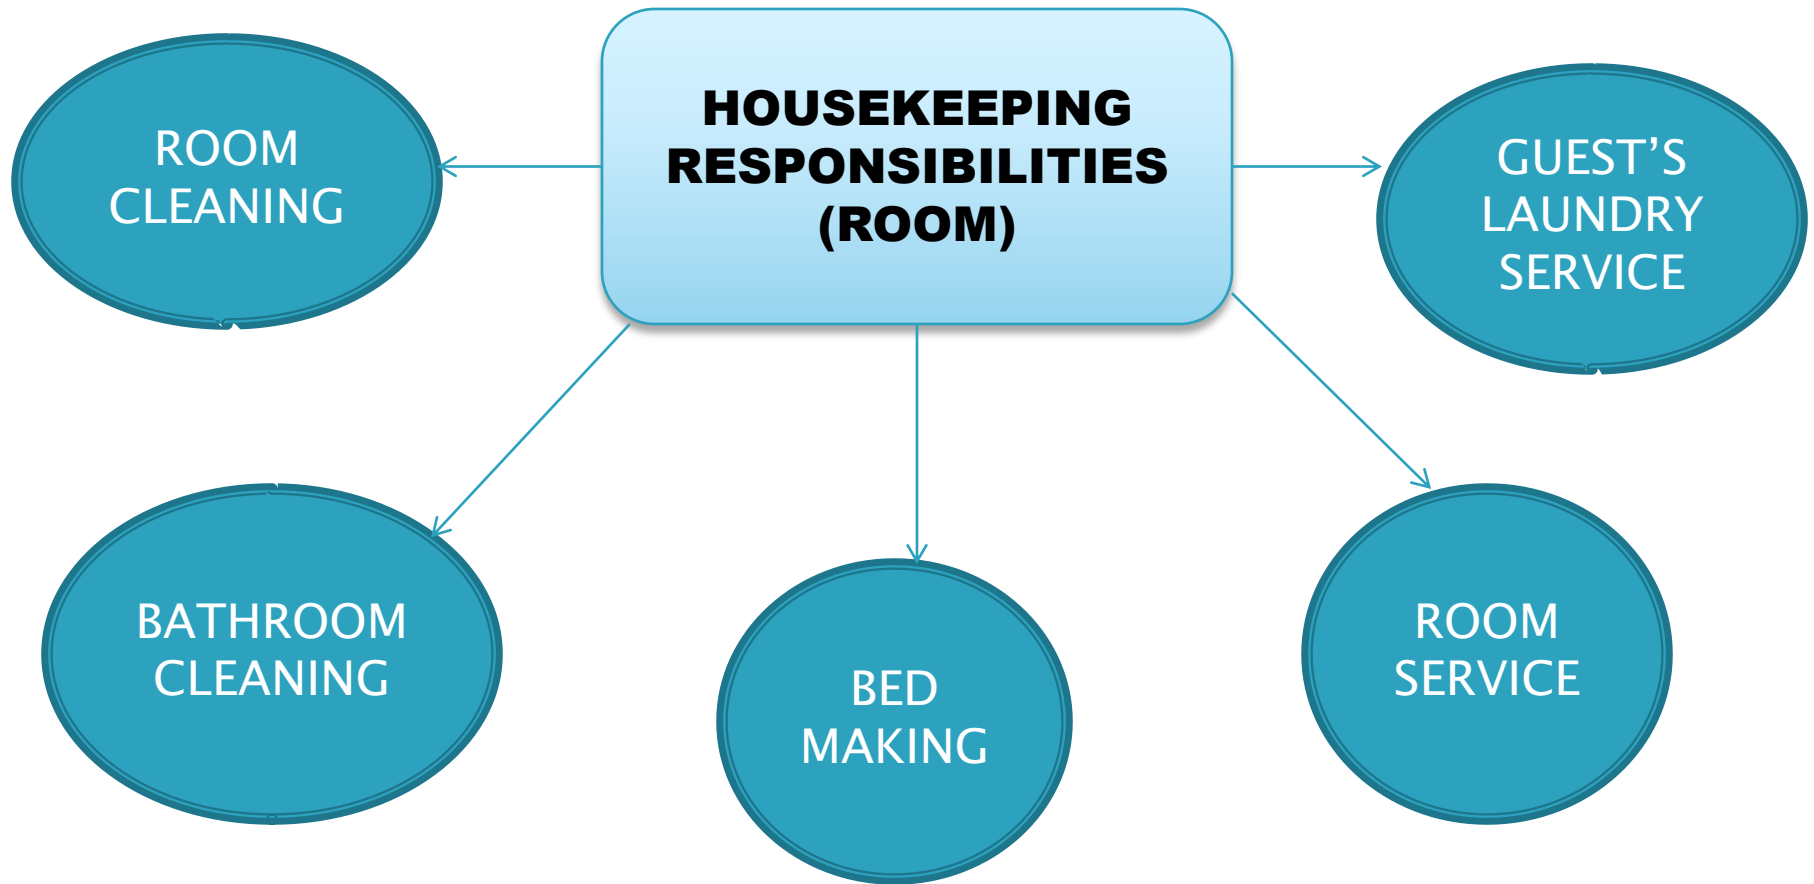 HOUSEKEEPING
RESPONSIBILITIES
(ROOM)
ROOM
CLEANING
GUEST’S
LAUNDRY
SERVICE
BATHROOM
CLEANING
BED
MAKING
ROOM
SERVICE